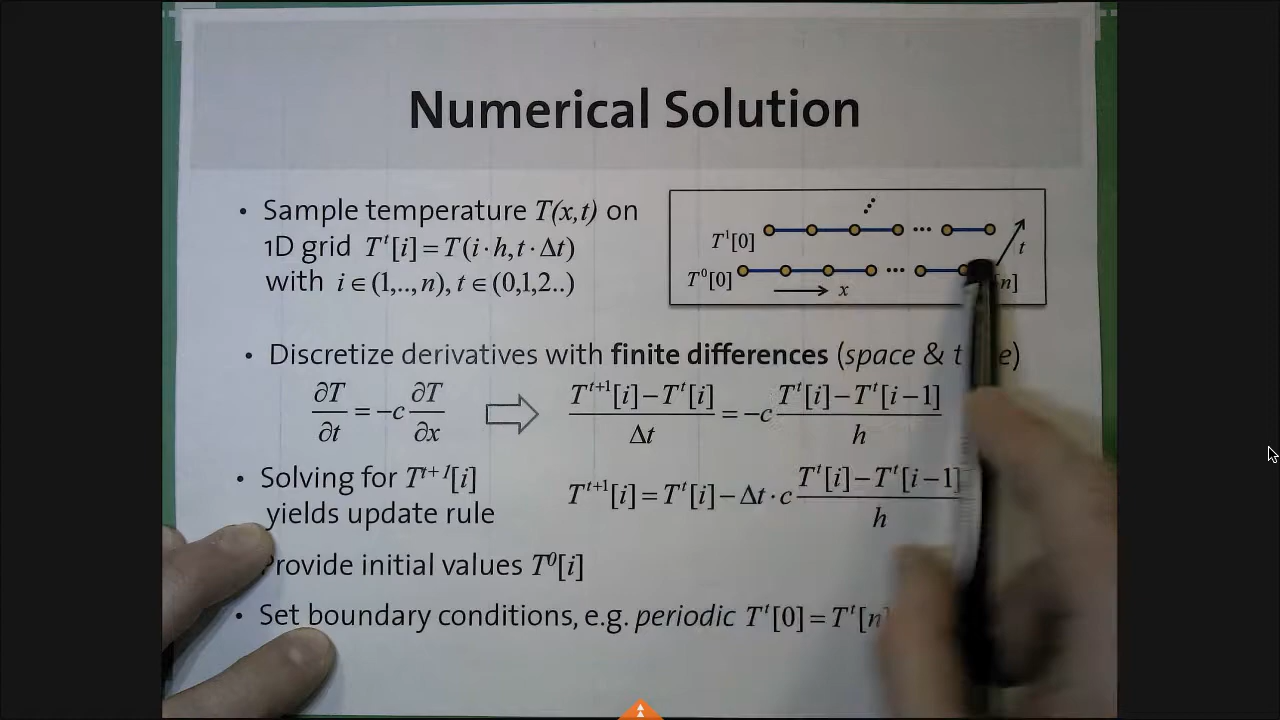 Numerical Solution
• Sample temperature T(x,t) on
1D grid T^t[i] = T(i·h, t·Δt)
with i ∈ (1,.., n), t ∈ (0,1,2..)
T^1[0]
T^0[0]
n]
x
t
• Discretize derivatives with finite differences (space & t e)
∂T/∂t = −c ∂T/∂x ⇨ (T^{t+1}[i] − T^t[i])/Δt = −c (T^t[i] − T^t[i−1])/h
• Solving for T^{t+1}[i]
yields update rule
T^{t+1}[i] = T^t[i] − Δt·c (T^t[i] − T^t[i−1])/h
Provide initial values T^0[i]
• Set boundary conditions, e.g. periodic T^t[0] = T^t[n]